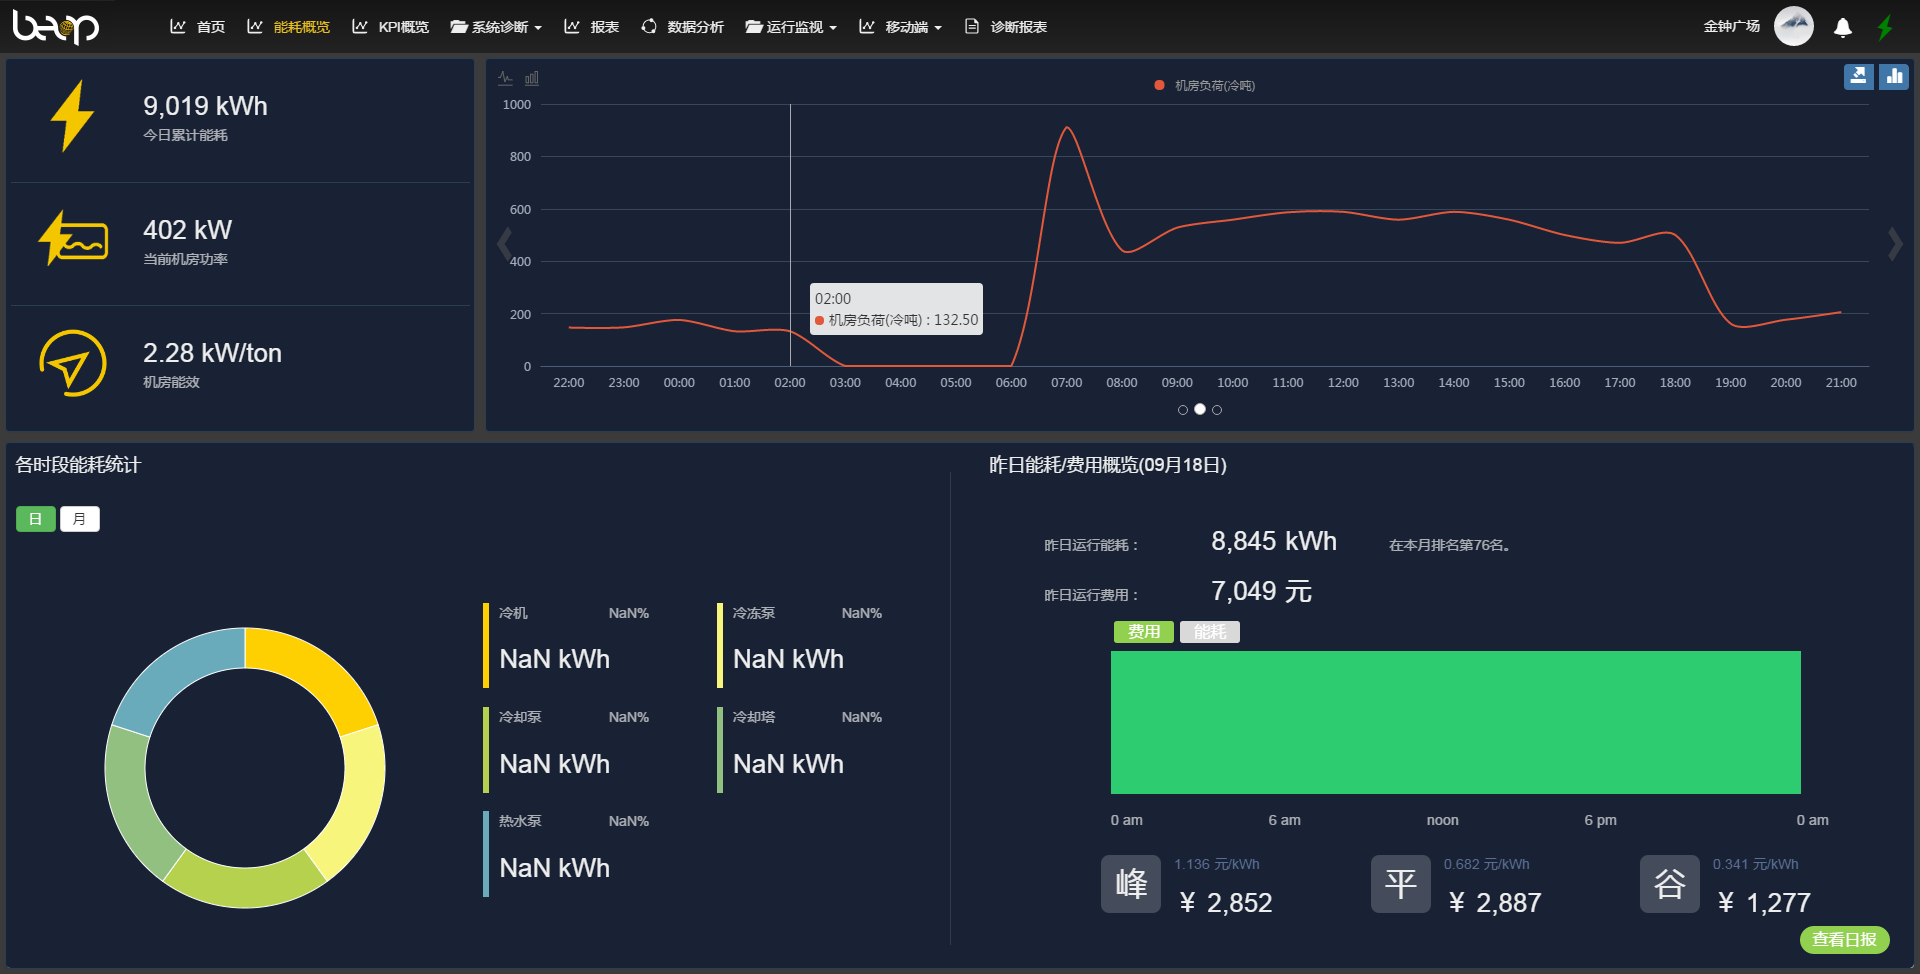 beop
首页 能耗概览 KPI概览 系统诊断 报表 数据分析 运行监视 移动端 诊断报表 金钟广场
9,019 kWh
今日累计能耗
402 kW
当前机房功率
2.28 kW/ton
机房能效
机房负荷(冷吨)
1000
800
600
400
200
0
02:00
机房负荷(冷吨) : 132.50
22:00 23:00 00:00 01:00 02:00 03:00 04:00 05:00 06:00 07:00 08:00 09:00 10:00 11:00 12:00 13:00 14:00 15:00 16:00 17:00 18:00 19:00 20:00 21:00
各时段能耗统计
日 月
冷机 NaN%
NaN kWh
冷冻泵 NaN%
NaN kWh
冷却泵 NaN%
NaN kWh
冷却塔 NaN%
NaN kWh
热水泵 NaN%
NaN kWh
昨日能耗/费用概览(09月18日)
昨日运行能耗： 8,845 kWh 在本月排名第76名。
昨日运行费用： 7,049 元
费用 能耗
0 am 6 am noon 6 pm 0 am
峰 1.136 元/kWh
¥ 2,852
平 0.682 元/kWh
¥ 2,887
谷 0.341 元/kWh
¥ 1,277
查看日报